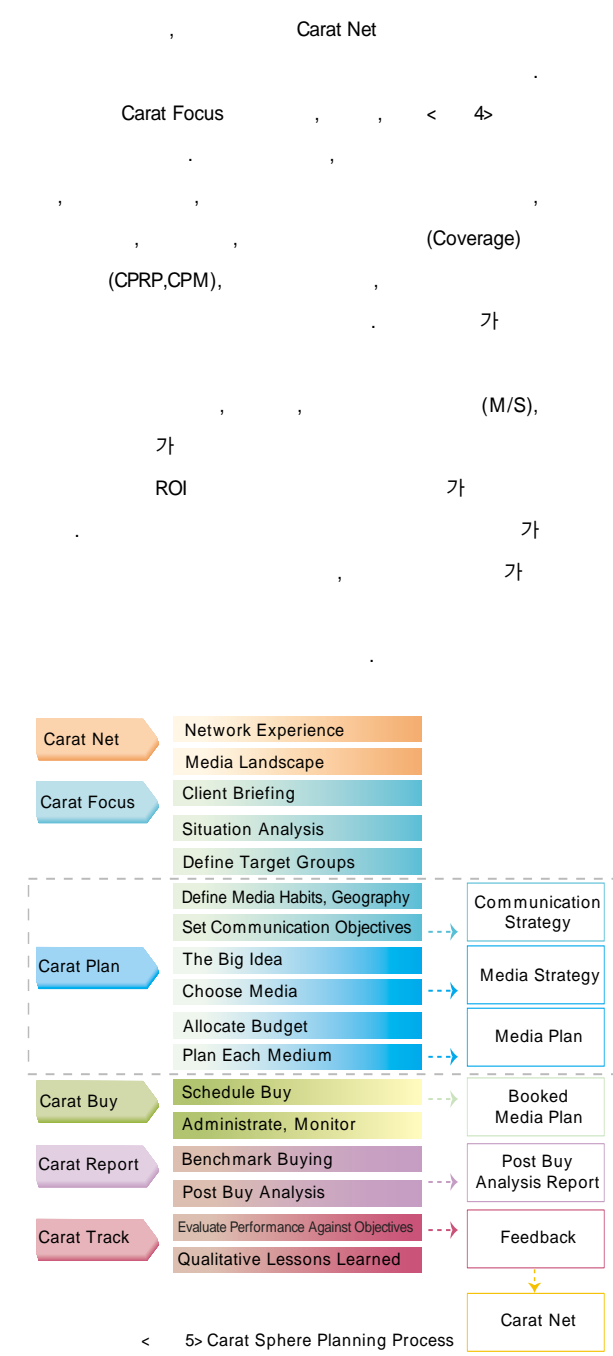 , Carat Net
.
Carat Focus , , < 4>
. ,
, , ,
, , (Coverage)
(CPRP,CPM), ,
. 가
, , (M/S),
가
ROI 가
. 가
, 가
.
Carat Net
Network Experience
Media Landscape
Carat Focus
Client Briefing
Situation Analysis
Define Target Groups
Define Media Habits, Geography
Set Communication Objectives
Communication
Strategy
Carat Plan
The Big Idea
Choose Media
Media Strategy
Allocate Budget
Plan Each Medium
Media Plan
Carat Buy
Schedule Buy
Administrate, Monitor
Booked
Media Plan
Carat Report
Benchmark Buying
Post Buy Analysis
Post Buy
Analysis Report
Carat Track
Evaluate Performance Against Objectives
Qualitative Lessons Learned
Feedback
Carat Net
< 5> Carat Sphere Planning Process